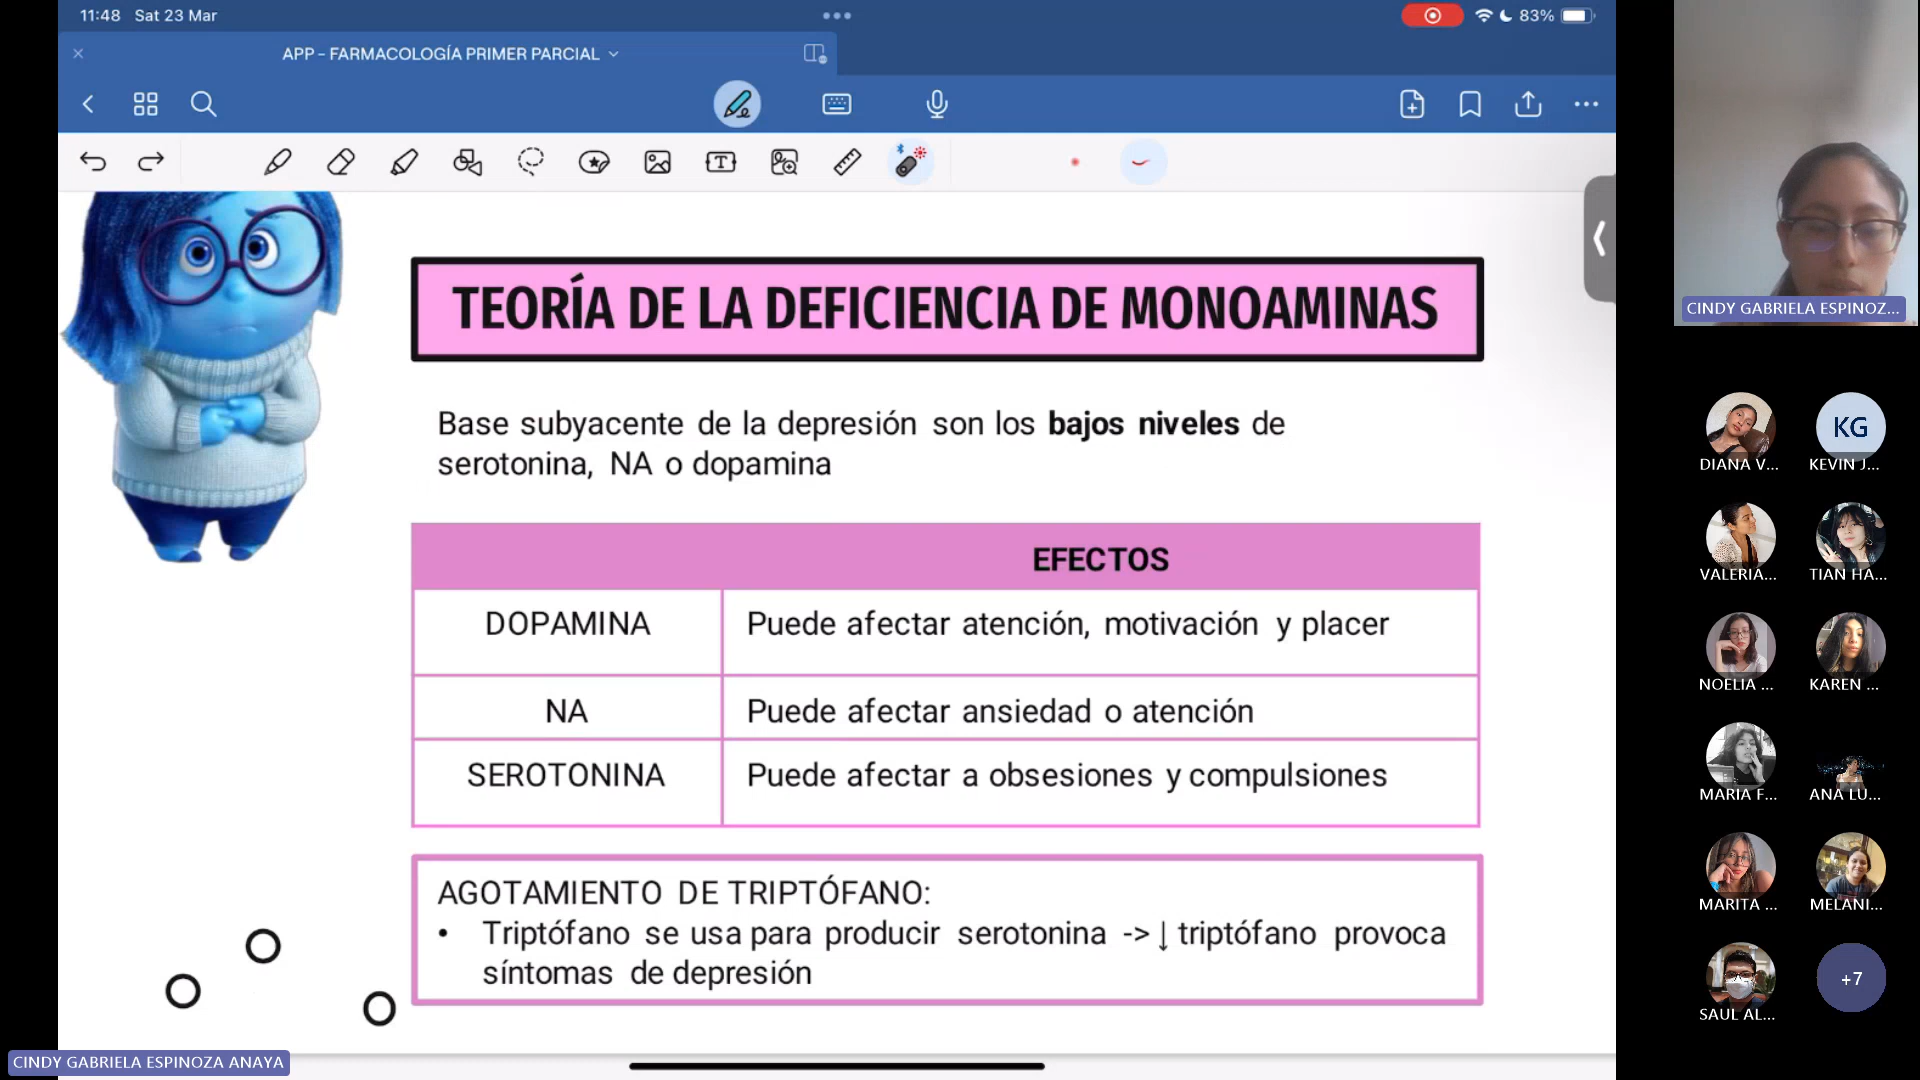 11:48 Sat 23 Mar
83%
APP - FARMACOLOGÍA PRIMER PARCIAL
TEORÍA DE LA DEFICIENCIA DE MONOAMINAS
Base subyacente de la depresión son los bajos niveles de
serotonina, NA o dopamina
EFECTOS
DOPAMINA Puede afectar atención, motivación y placer
NA Puede afectar ansiedad o atención
SEROTONINA Puede afectar a obsesiones y compulsiones
AGOTAMIENTO DE TRIPTÓFANO:
• Triptófano se usa para producir serotonina -> ↓ triptófano provoca
síntomas de depresión
CINDY GABRIELA ESPINOZA ANAYA
CINDY GABRIELA ESPINOZ...
KG
DIANA V... KEVIN J...
VALERIA... TIAN HA...
NOELIA ... KAREN ...
MARIA F... ANA LU...
MARITA ... MELANI...
+7
SAUL AL...